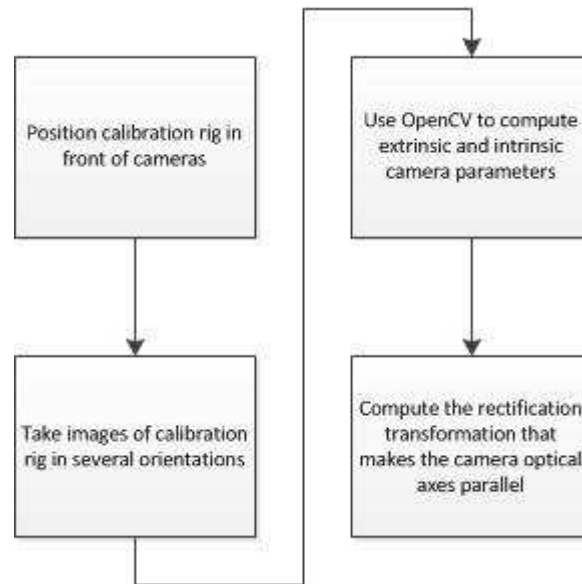 Position calibration rig in
front of cameras
Take images of calibration
rig in several orientations
Use OpenCV to compute
extrinsic and intrinsic
camera parameters
Compute the rectification
transformation that
makes the camera optical
axes parallel